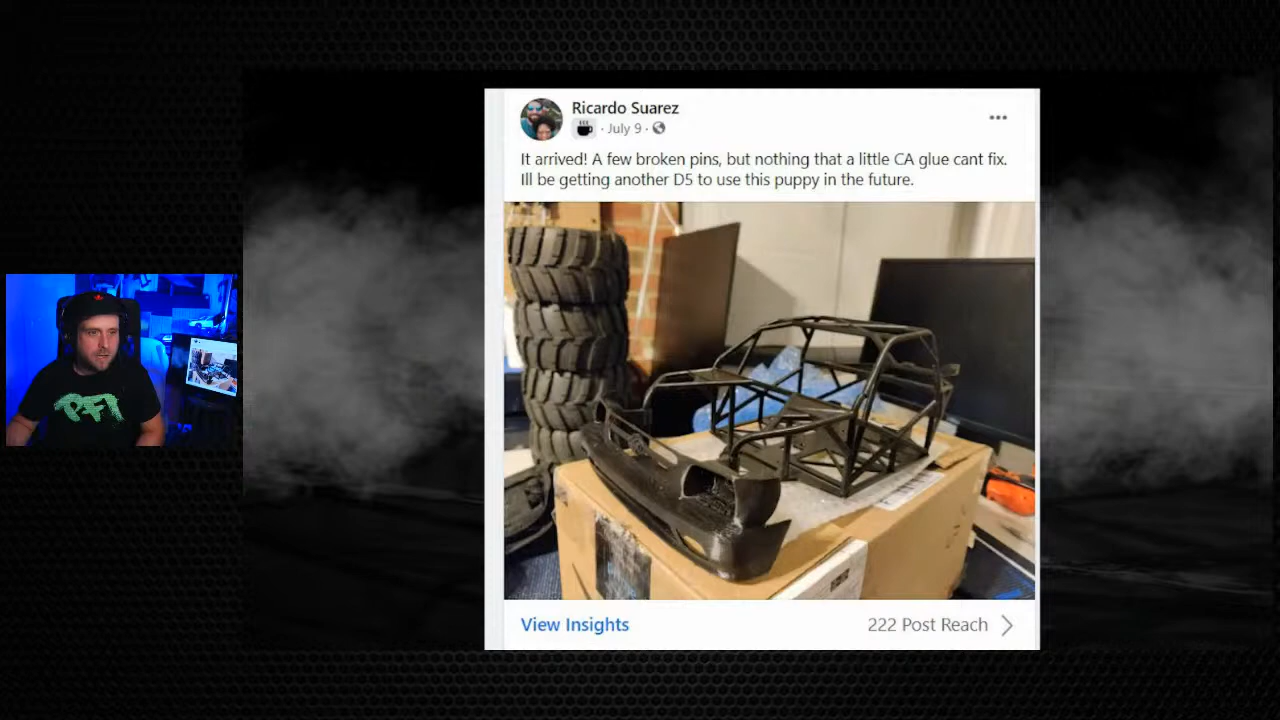 Ricardo Suarez
· July 9 ·
It arrived! A few broken pins, but nothing that a little CA glue cant fix.
Ill be getting another D5 to use this puppy in the future.
PFI
View Insights
222 Post Reach